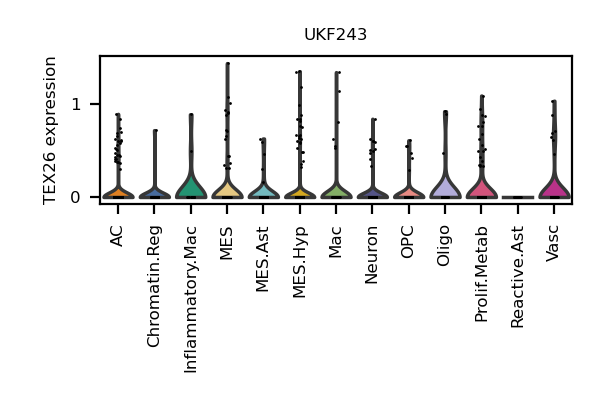 UKF243
TEX26 expression
1
0
AC
Chromatin.Reg
Inflammatory.Mac
MES
MES.Ast
MES.Hyp
Mac
Neuron
OPC
Oligo
Prolif.Metab
Reactive.Ast
Vasc